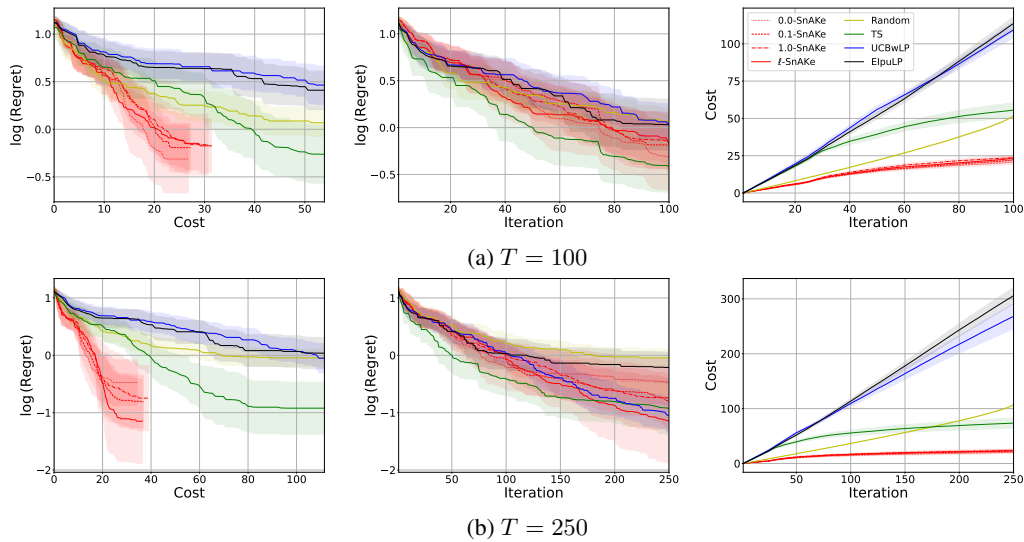 1.0
0.5
0.0
−0.5
log (Regret)
0 10 20 30 40 50
Cost
1.0
0.5
0.0
−0.5
log (Regret)
20 40 60 80 100
Iteration
100
75
50
25
0
Cost
20 40 60 80 100
Iteration
0.0-SnAKe
0.1-SnAKe
1.0-SnAKe
ℓ-SnAKe
Random
TS
UCBwLP
EIpuLP
(a) T = 100
1
0
−1
−2
log (Regret)
0 20 40 60 80 100
Cost
1
0
−1
−2
log (Regret)
50 100 150 200 250
Iteration
300
200
100
0
Cost
50 100 150 200 250
Iteration
(b) T = 250